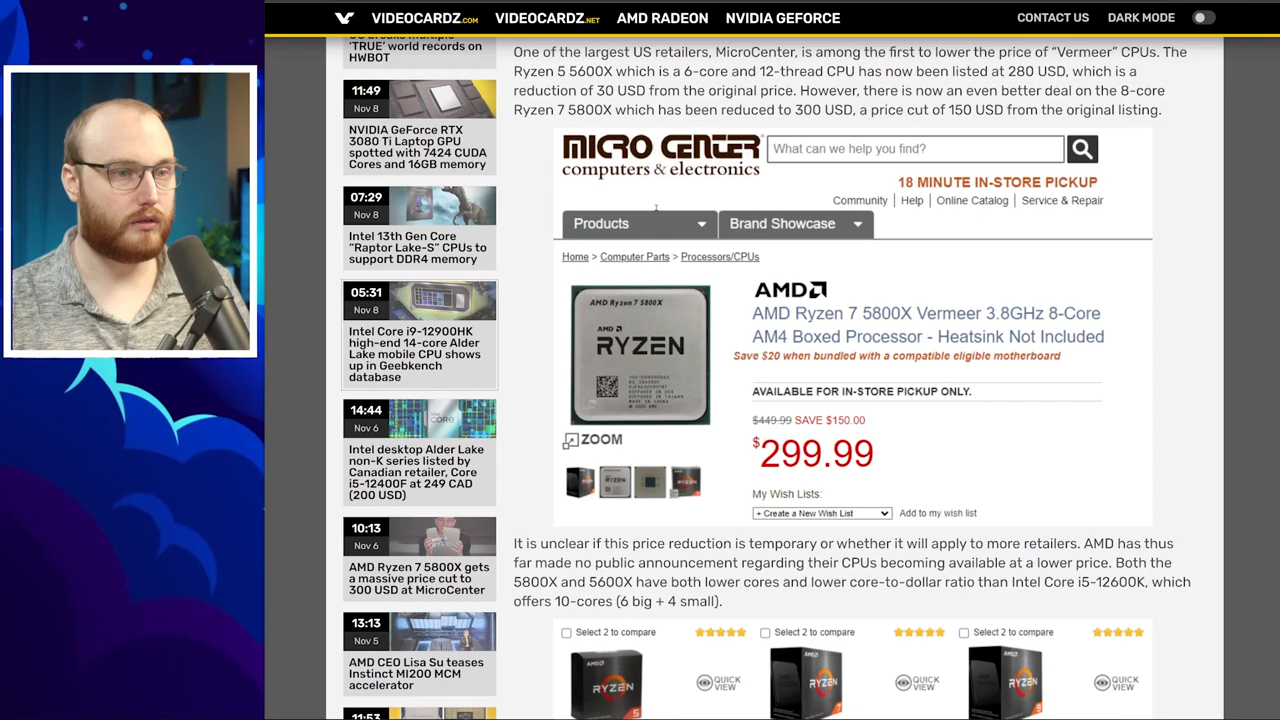 VIDEOCARDZ.COM
VIDEOCARDZ.NET
AMD RADEON
NVIDIA GEFORCE
CONTACT US
DARK MODE
‘TRUE’ world records on
HWBOT
11:49
Nov 8
NVIDIA GeForce RTX
3080 Ti Laptop GPU
spotted with 7424 CUDA
Cores and 16GB memory
07:29
Nov 8
Intel 13th Gen Core
“Raptor Lake-S” CPUs to
support DDR4 memory
05:31
Nov 8
Intel Core i9-12900HK
high-end 14-core Alder
Lake mobile CPU shows
up in Geekbench
database
14:44
Nov 6
CORE
Intel desktop Alder Lake
non-K series listed by
Canadian retailer, Core
i5-12400F at 249 CAD
(200 USD)
10:13
Nov 6
AMD Ryzen 7 5800X gets
a massive price cut to
300 USD at MicroCenter
13:13
Nov 5
AMD CEO Lisa Su teases
Instinct MI200 MCM
accelerator
11:53
One of the largest US retailers, MicroCenter, is among the first to lower the price of “Vermeer” CPUs. The
Ryzen 5 5600X which is a 6-core and 12-thread CPU has now been listed at 280 USD, which is a
reduction of 30 USD from the original price. However, there is now an even better deal on the 8-core
Ryzen 7 5800X which has been reduced to 300 USD, a price cut of 150 USD from the original listing.
MICRO CENTER
computers & electronics
What can we help you find?
18 MINUTE IN-STORE PICKUP
Community | Help | Online Catalog | Service & Repair
Products
Brand Showcase
Home > Computer Parts > Processors/CPUs
AMD Ryzen 7 5800X
AMD
RYZEN
AMD
AMD Ryzen 7 5800X Vermeer 3.8GHz 8-Core
AM4 Boxed Processor - Heatsink Not Included
Save $20 when bundled with a compatible eligible motherboard
AVAILABLE FOR IN-STORE PICKUP ONLY.
$449.99 SAVE $150.00
$299.99
ZOOM
My Wish Lists:
+ Create a New Wish List
Add to my wish list
It is unclear if this price reduction is temporary or whether it will apply to more retailers. AMD has thus
far made no public announcement regarding their CPUs becoming available at a lower price. Both the
5800X and 5600X have both lower cores and lower core-to-dollar ratio than Intel Core i5-12600K, which
offers 10-cores (6 big + 4 small).
Select 2 to compare
Select 2 to compare
Select 2 to compare
AMD
RYZEN
5
QUICK
VIEW
QUICK
VIEW
QUICK
VIEW